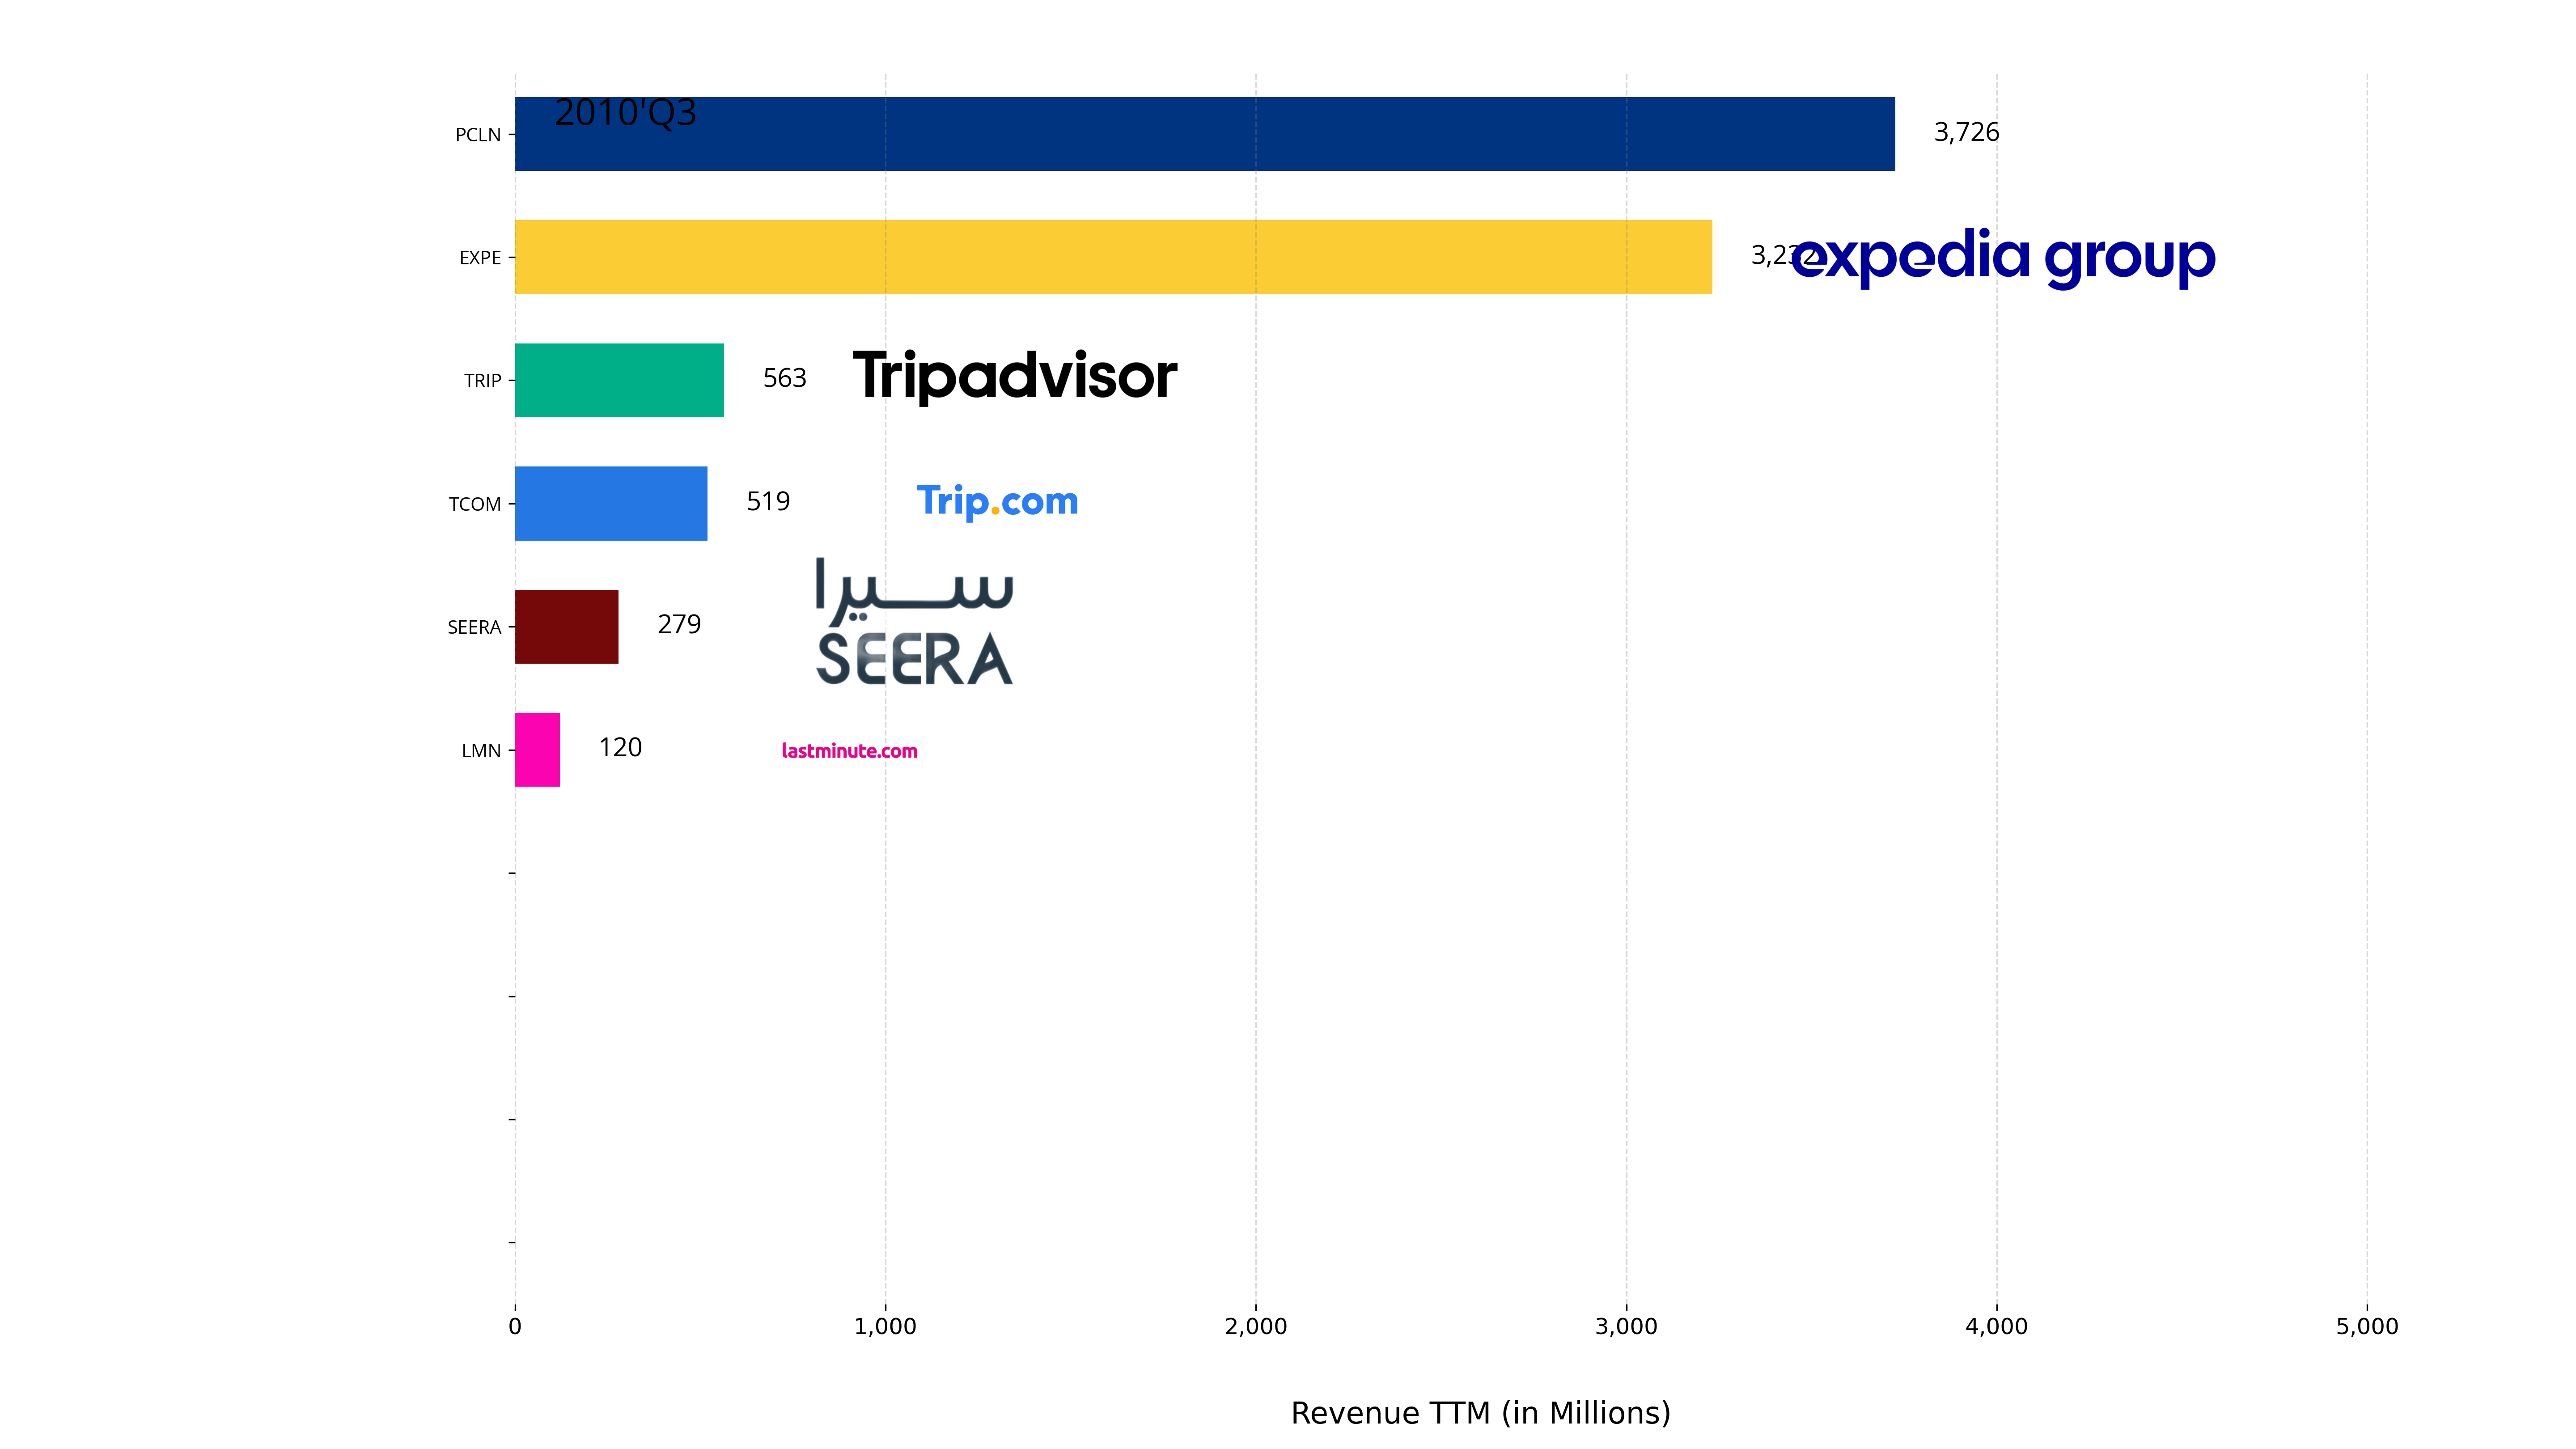 2010'Q3
PCLN
3,726
EXPE
3,232
expedia group
TRIP
563
Tripadvisor
TCOM
519
Trip.com
سيرا
SEERA
279
SEERA
LMN
120
lastminute.com
0
1,000
2,000
3,000
4,000
5,000
Revenue TTM (in Millions)